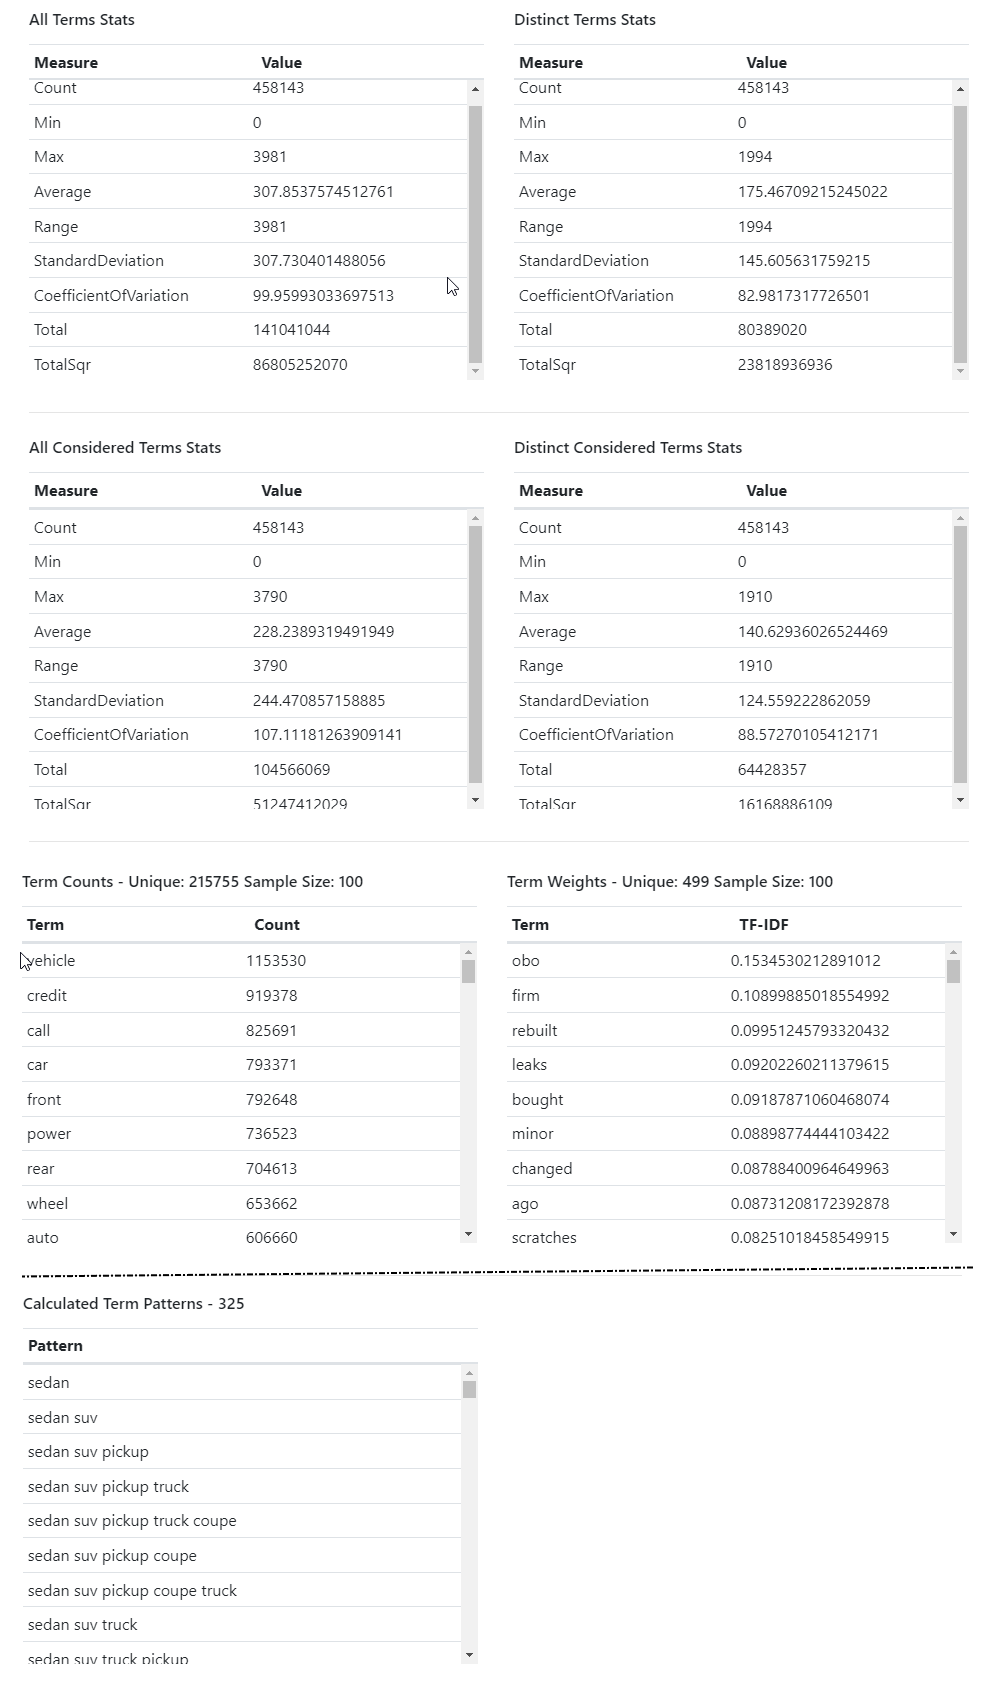 All Terms Stats
Measure Value
Count 458143
Min 0
Max 3981
Average 307.8537574512761
Range 3981
StandardDeviation 307.730401488056
CoefficientOfVariation 99.95993033697513
Total 141041044
TotalSqr 86805252070
Distinct Terms Stats
Measure Value
Count 458143
Min 0
Max 1994
Average 175.46709215245022
Range 1994
StandardDeviation 145.605631759215
CoefficientOfVariation 82.9817317726501
Total 80389020
TotalSqr 23818936936
All Considered Terms Stats
Measure Value
Count 458143
Min 0
Max 3790
Average 228.2389319491949
Range 3790
StandardDeviation 244.470857158885
CoefficientOfVariation 107.11181263909141
Total 104566069
TotalSqr 51247412029
Distinct Considered Terms Stats
Measure Value
Count 458143
Min 0
Max 1910
Average 140.62936026524469
Range 1910
StandardDeviation 124.559222862059
CoefficientOfVariation 88.57270105412171
Total 64428357
TotalSqr 16168886109
Term Counts - Unique: 215755 Sample Size: 100
Term Count
vehicle 1153530
credit 919378
call 825691
car 793371
front 792648
power 736523
rear 704613
wheel 653662
auto 606660
Term Weights - Unique: 499 Sample Size: 100
Term TF-IDF
obo 0.1534530212891012
firm 0.10899885018554992
rebuilt 0.09951245793320432
leaks 0.09202260211379615
bought 0.09187871060468074
minor 0.08898774444103422
changed 0.08788400964649963
ago 0.08731208172392878
scratches 0.08251018458549915
Calculated Term Patterns - 325
Pattern
sedan
sedan suv
sedan suv pickup
sedan suv pickup truck
sedan suv pickup truck coupe
sedan suv pickup coupe
sedan suv pickup coupe truck
sedan suv truck
sedan suv truck pickup